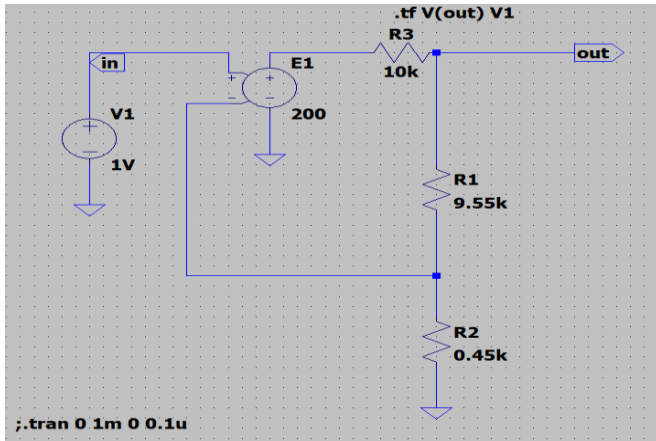 .tf V(out) V1
R3
in
E1
out
+
+
10k
V1
+
−
−
200
−
1V
R1
9.55k
R2
0.45k
;.tran 0 1m 0 0.1u